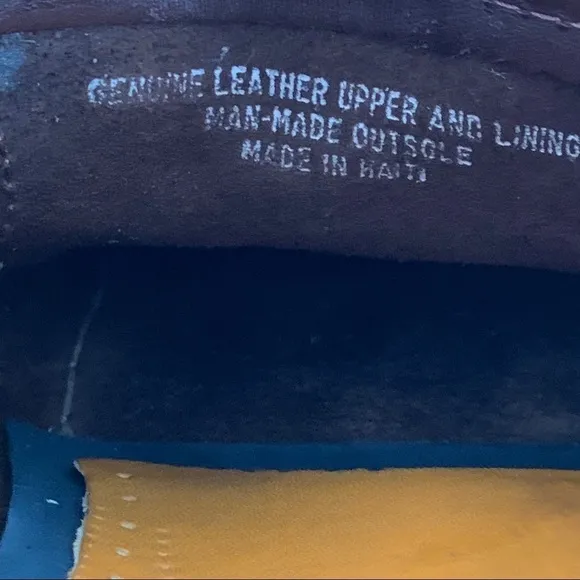 GENUINE LEATHER UPPER AND LINING
MAN-MADE OUTSOLE
MADE IN HAITI